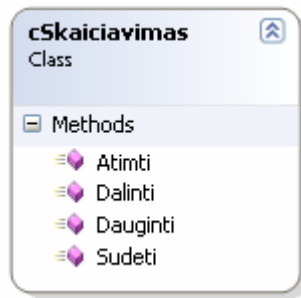 cSkaiciavimas
Class
Methods
Atimti
Dalinti
Dauginti
Sudeti